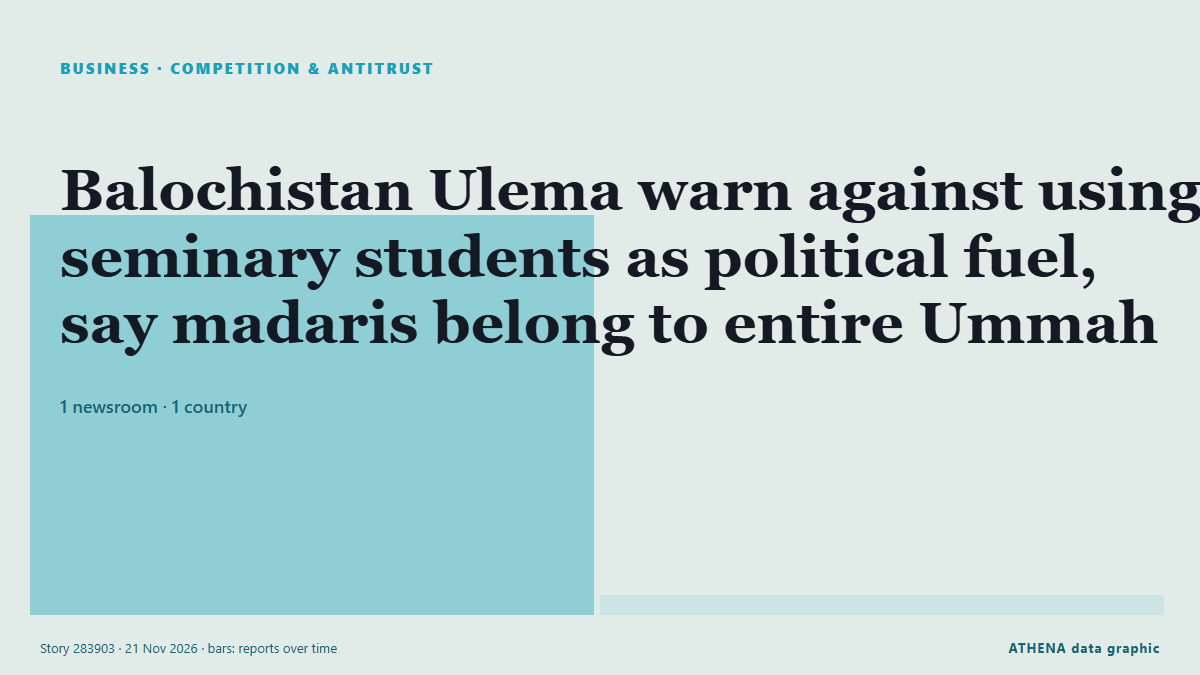 BUSINESS · COMPETITION & ANTITRUST
Balochistan Ulema warn against using
seminary students as political fuel,
say madaris belong to entire Ummah
1 newsroom · 1 country
Story 283903 · 21 Nov 2026 · bars: reports over time
ATHENA data graphic